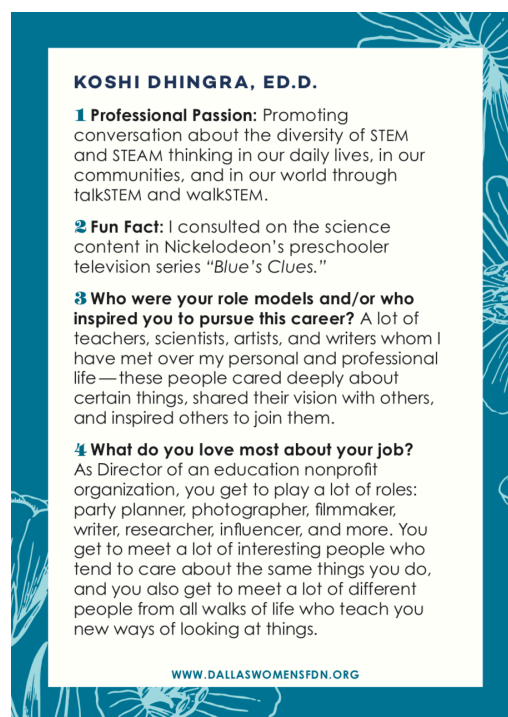 KOSHI DHINGRA, ED.D.
1 Professional Passion: Promoting
conversation about the diversity of STEM
and STEAM thinking in our daily lives, in our
communities, and in our world through
talkSTEM and walkSTEM.
2 Fun Fact: I consulted on the science
content in Nickelodeon’s preschooler
television series “Blue’s Clues.”
3 Who were your role models and/or who
inspired you to pursue this career? A lot of
teachers, scientists, artists, and writers whom I
have met over my personal and professional
life—these people cared deeply about
certain things, shared their vision with others,
and inspired others to join them.
4 What do you love most about your job?
As Director of an education nonprofit
organization, you get to play a lot of roles:
party planner, photographer, filmmaker,
writer, researcher, influencer, and more. You
get to meet a lot of interesting people who
tend to care about the same things you do,
and you also get to meet a lot of different
people from all walks of life who teach you
new ways of looking at things.
WWW.DALLASWOMENSFDN.ORG